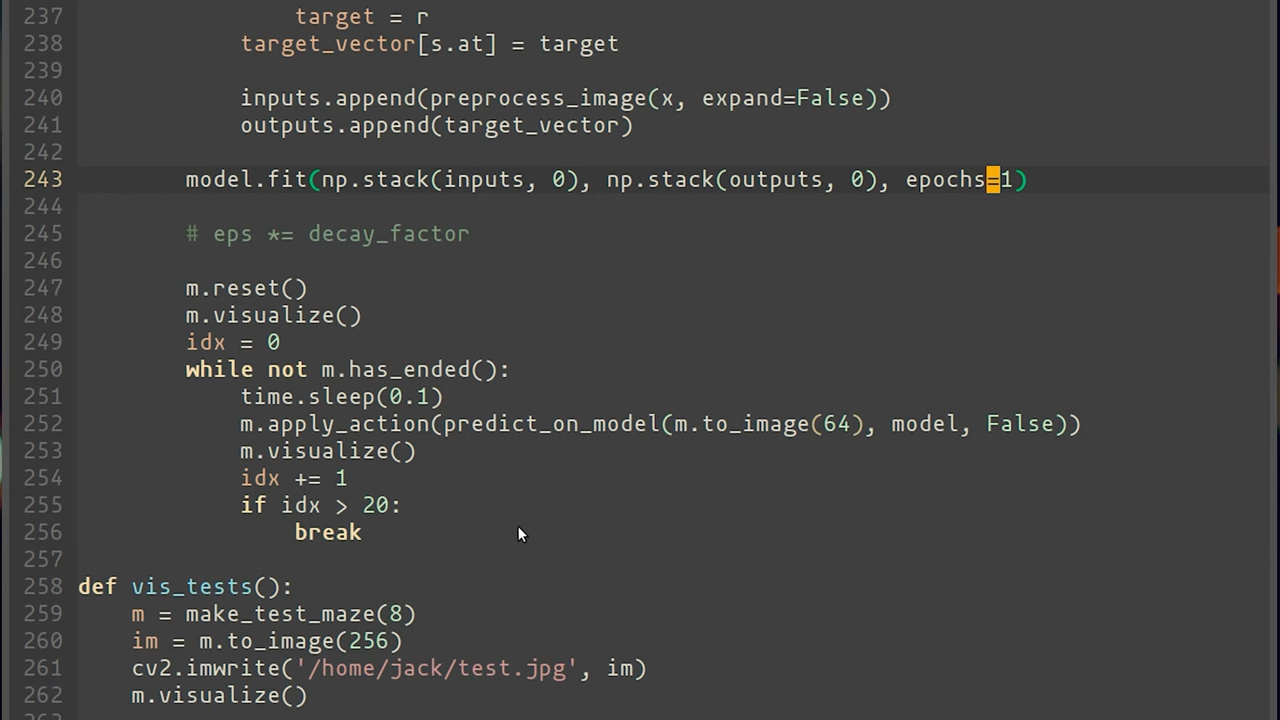 237 target = r
238 target_vector[s.at] = target
239
240 inputs.append(preprocess_image(x, expand=False))
241 outputs.append(target_vector)
242
243 model.fit(np.stack(inputs, 0), np.stack(outputs, 0), epochs=1)
244
245 # eps *= decay_factor
246
247 m.reset()
248 m.visualize()
249 idx = 0
250 while not m.has_ended():
251 time.sleep(0.1)
252 m.apply_action(predict_on_model(m.to_image(64), model, False))
253 m.visualize()
254 idx += 1
255 if idx > 20:
256 break
257
258 def vis_tests():
259 m = make_test_maze(8)
260 im = m.to_image(256)
261 cv2.imwrite('/home/jack/test.jpg', im)
262 m.visualize()